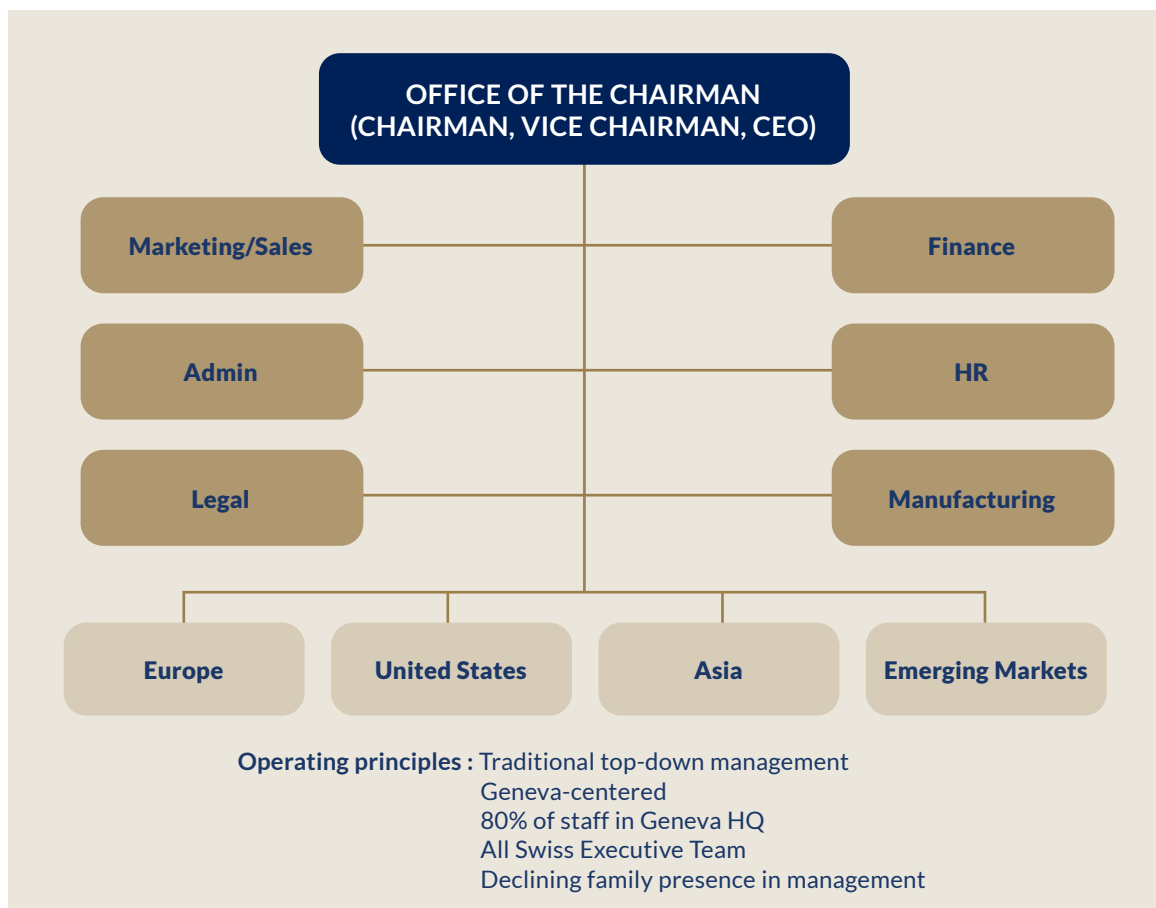 OFFICE OF THE CHAIRMAN
(CHAIRMAN, VICE CHAIRMAN, CEO)
Marketing/Sales
Finance
Admin
HR
Legal
Manufacturing
Europe
United States
Asia
Emerging Markets
Operating principles : Traditional top-down management
Geneva-centered
80% of staff in Geneva HQ
All Swiss Executive Team
Declining family presence in management